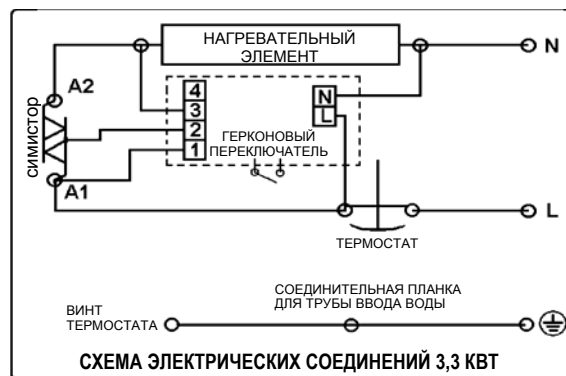 НАГРЕВАТЕЛЬНЫЙ
ЭЛЕМЕНТ
N
A2
4
3
2
1
N
L
СИМИСТОР
ГЕРКОНОВЫЙ
ПЕРЕКЛЮЧАТЕЛЬ
A1
L
ТЕРМОСТАТ
СОЕДИНИТЕЛЬНАЯ ПЛАНКА
ДЛЯ ТРУБЫ ВВОДА ВОДЫ
ВИНТ
ТЕРМОСТАТА
СХЕМА ЭЛЕКТРИЧЕСКИХ СОЕДИНЕНИЙ 3,3 КВТ